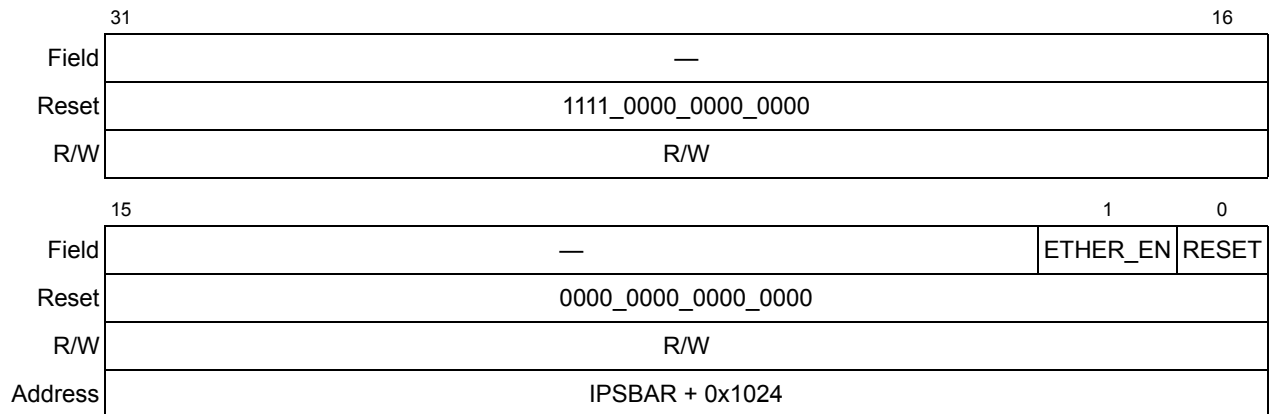 31 16
Field —
Reset 1111_0000_0000_0000
R/W R/W
15 1 0
Field — ETHER_EN RESET
Reset 0000_0000_0000_0000
R/W R/W
Address IPSBAR + 0x1024